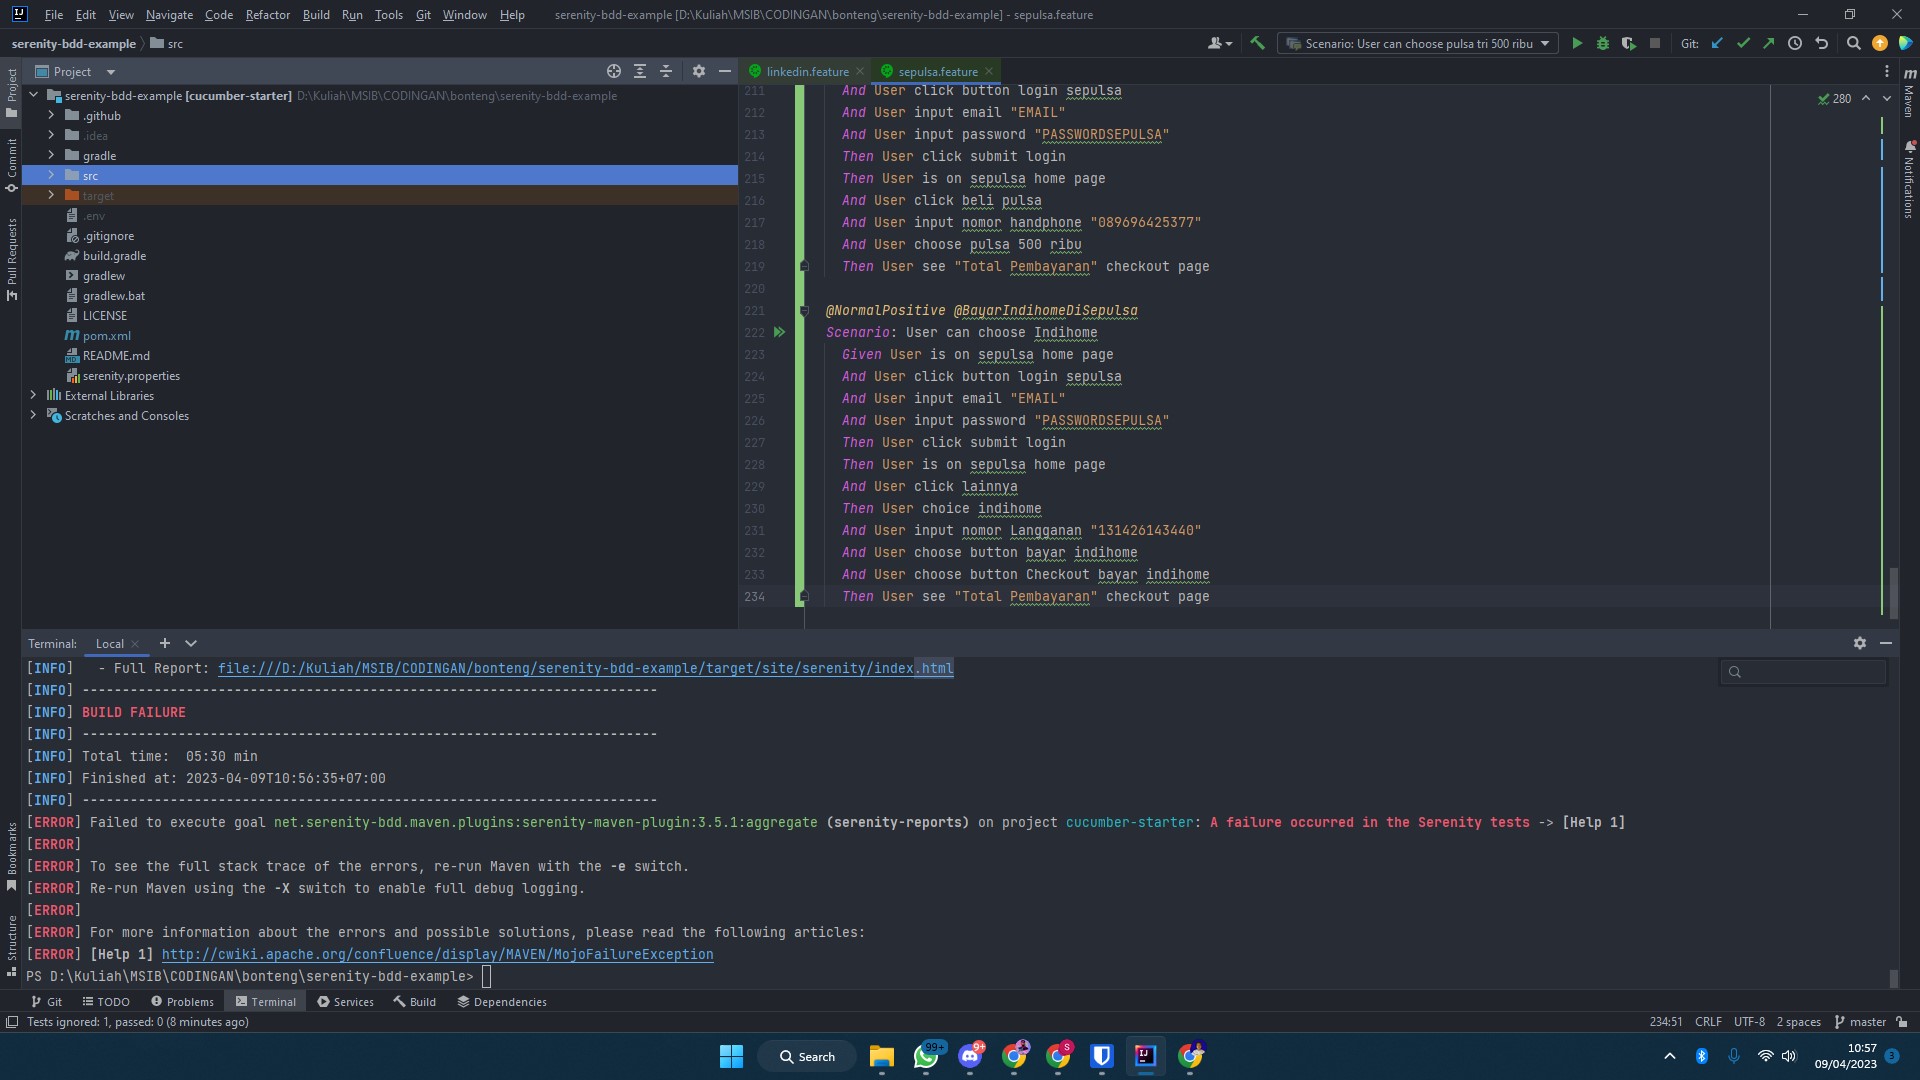 File Edit View Navigate Code Refactor Build Run Tools Git Window Help serenity-bdd-example [D:\Kuliah\MSIB\CODINGAN\bonteng\serenity-bdd-example] - sepulsa.feature
serenity-bdd-example src Scenario: User can choose pulsa tri 500 ribu Git:
Project
linkedin.feature sepulsa.feature
serenity-bdd-example [cucumber-starter] D:\Kuliah\MSIB\CODINGAN\bonteng\serenity-bdd-example
.github
.idea
gradle
src
target
.env
.gitignore
build.gradle
gradlew
gradlew.bat
LICENSE
pom.xml
README.md
serenity.properties
External Libraries
Scratches and Consoles
Project
Commit
Pull Requests
Bookmarks
Structure
280
Maven
Notifications
211 And User click button login sepulsa
212 And User input email "EMAIL"
213 And User input password "PASSWORDSEPULSA"
214 Then User click submit login
215 Then User is on sepulsa home page
216 And User click beli pulsa
217 And User input nomor handphone "089696425377"
218 And User choose pulsa 500 ribu
219 Then User see "Total Pembayaran" checkout page
220
221 @NormalPositive @BayarIndihomeDiSepulsa
222 Scenario: User can choose Indihome
223 Given User is on sepulsa home page
224 And User click button login sepulsa
225 And User input email "EMAIL"
226 And User input password "PASSWORDSEPULSA"
227 Then User click submit login
228 Then User is on sepulsa home page
229 And User click lainnya
230 Then User choice indihome
231 And User input nomor Langganan "131426143440"
232 And User choose button bayar indihome
233 And User choose button Checkout bayar indihome
234 Then User see "Total Pembayaran" checkout page
Terminal: Local
[INFO] - Full Report: file:///D:/Kuliah/MSIB/CODINGAN/bonteng/serenity-bdd-example/target/site/serenity/index.html
[INFO] ------------------------------------------------------------------------
[INFO] BUILD FAILURE
[INFO] ------------------------------------------------------------------------
[INFO] Total time: 05:30 min
[INFO] Finished at: 2023-04-09T10:56:35+07:00
[INFO] ------------------------------------------------------------------------
[ERROR] Failed to execute goal net.serenity-bdd.maven.plugins:serenity-maven-plugin:3.5.1:aggregate (serenity-reports) on project cucumber-starter: A failure occurred in the Serenity tests -> [Help 1]
[ERROR]
[ERROR] To see the full stack trace of the errors, re-run Maven with the -e switch.
[ERROR] Re-run Maven using the -X switch to enable full debug logging.
[ERROR]
[ERROR] For more information about the errors and possible solutions, please read the following articles:
[ERROR] [Help 1] http://cwiki.apache.org/confluence/display/MAVEN/MojoFailureException
PS D:\Kuliah\MSIB\CODINGAN\bonteng\serenity-bdd-example>
Git TODO Problems Terminal Services Build Dependencies
Tests ignored: 1, passed: 0 (8 minutes ago) 234:51 CRLF UTF-8 2 spaces master
Search 99+ 9+ S 10:57
09/04/2023 3